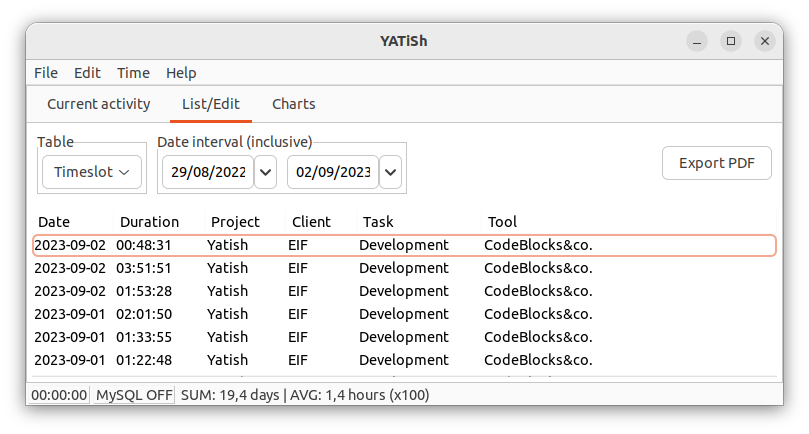 YATiSh
File Edit Time Help
Current activity List/Edit Charts
Table Date interval (inclusive)
Timeslot 29/08/2022 02/09/2023 Export PDF
Date Duration Project Client Task Tool
2023-09-02 00:48:31 Yatish EIF Development CodeBlocks&co.
2023-09-02 03:51:51 Yatish EIF Development CodeBlocks&co.
2023-09-02 01:53:28 Yatish EIF Development CodeBlocks&co.
2023-09-01 02:01:50 Yatish EIF Development CodeBlocks&co.
2023-09-01 01:33:55 Yatish EIF Development CodeBlocks&co.
2023-09-01 01:22:48 Yatish EIF Development CodeBlocks&co.
00:00:00 MySQL OFF SUM: 19,4 days | AVG: 1,4 hours (x100)